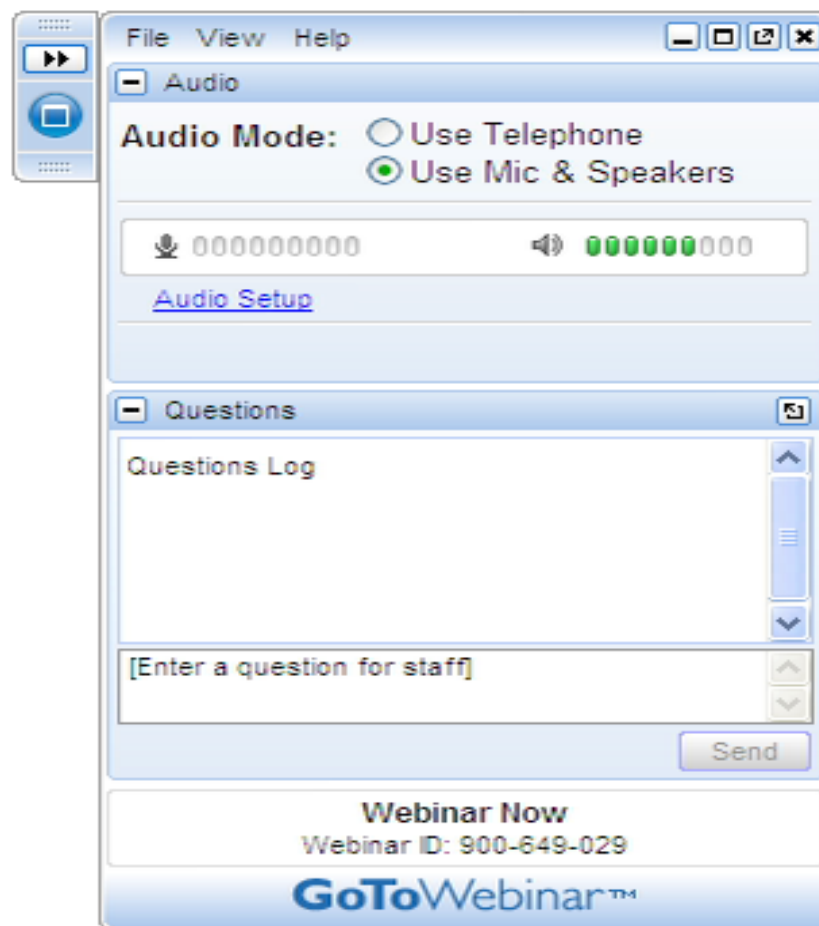 File View Help
Audio
Audio Mode: Use Telephone
Use Mic & Speakers
Audio Setup
Questions
Questions Log
[Enter a question for staff]
Send
Webinar Now
Webinar ID: 900-649-029
GoToWebinar™